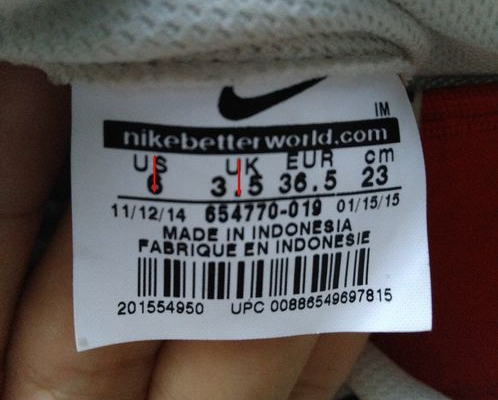 IM
nikebetterworld.com
US UK EUR cm
6 3.5 36.5 23
11/12/14 654770-019 01/15/15
MADE IN INDONESIA
FABRIQUE EN INDONESIE
201554950 UPC 00886549697815